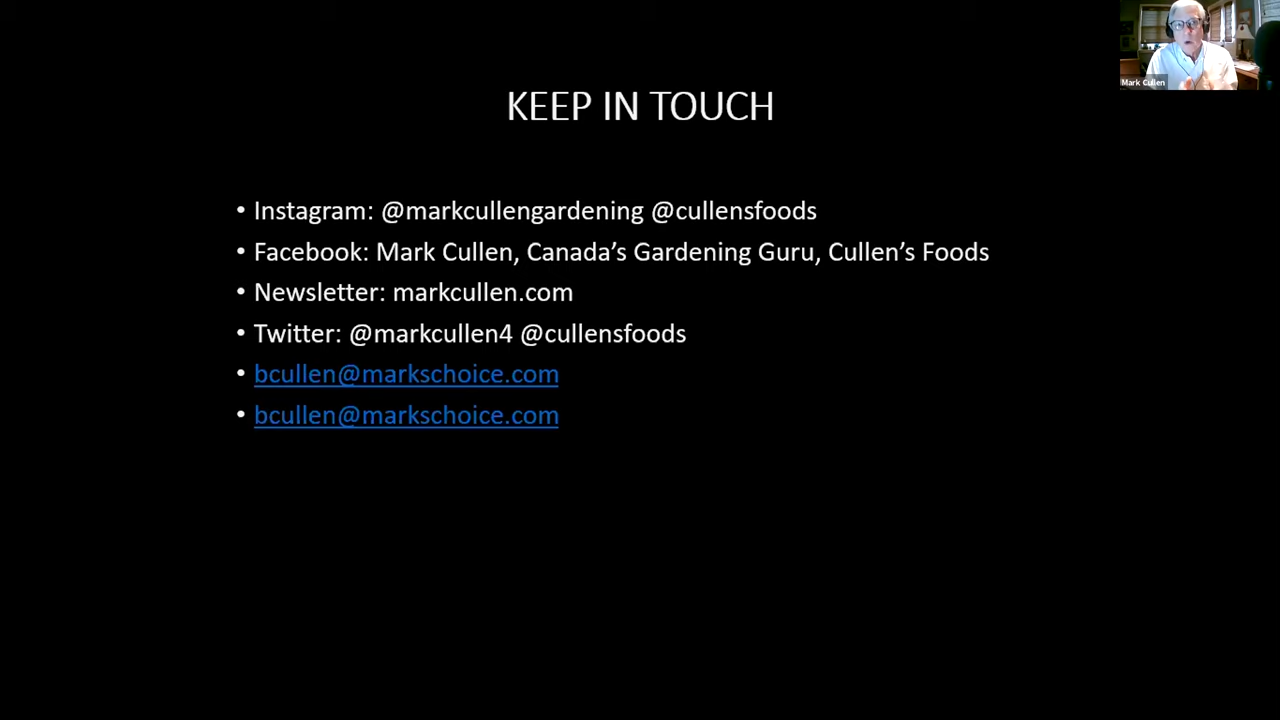 Mark Cullen
KEEP IN TOUCH
• Instagram: @markcullengardening @cullensfoods
• Facebook: Mark Cullen, Canada's Gardening Guru, Cullen's Foods
• Newsletter: markcullen.com
• Twitter: @markcullen4 @cullensfoods
• bcullen@markschoice.com
• bcullen@markschoice.com